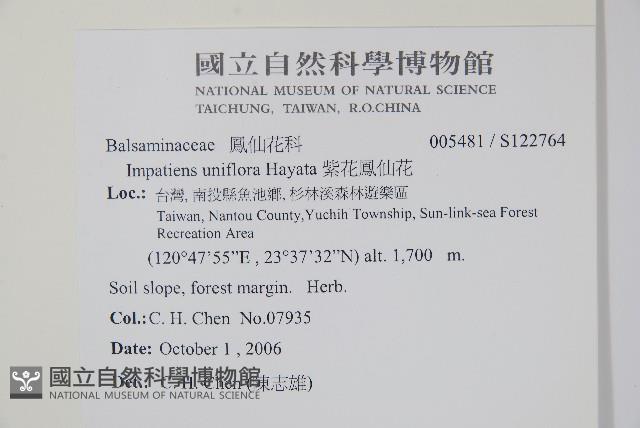 國立自然科學博物館
NATIONAL MUSEUM OF NATURAL SCIENCE
TAICHUNG, TAIWAN, R.O.CHINA
Balsaminaceae 鳳仙花科 005481 / S122764
Impatiens uniflora Hayata 紫花鳳仙花
Loc.: 台灣, 南投縣魚池鄉, 杉林溪森林遊樂區
Taiwan, Nantou County,Yuchih Township, Sun-link-sea Forest
Recreation Area
(120°47'55"E , 23°37'32"N) alt. 1,700 m.
Soil slope, forest margin. Herb.
Col.: C. H. Chen No.07935
Date: October 1 , 2006
Det.: C. H. Chen (陳志雄)
國立自然科學博物館
NATIONAL MUSEUM OF NATURAL SCIENCE